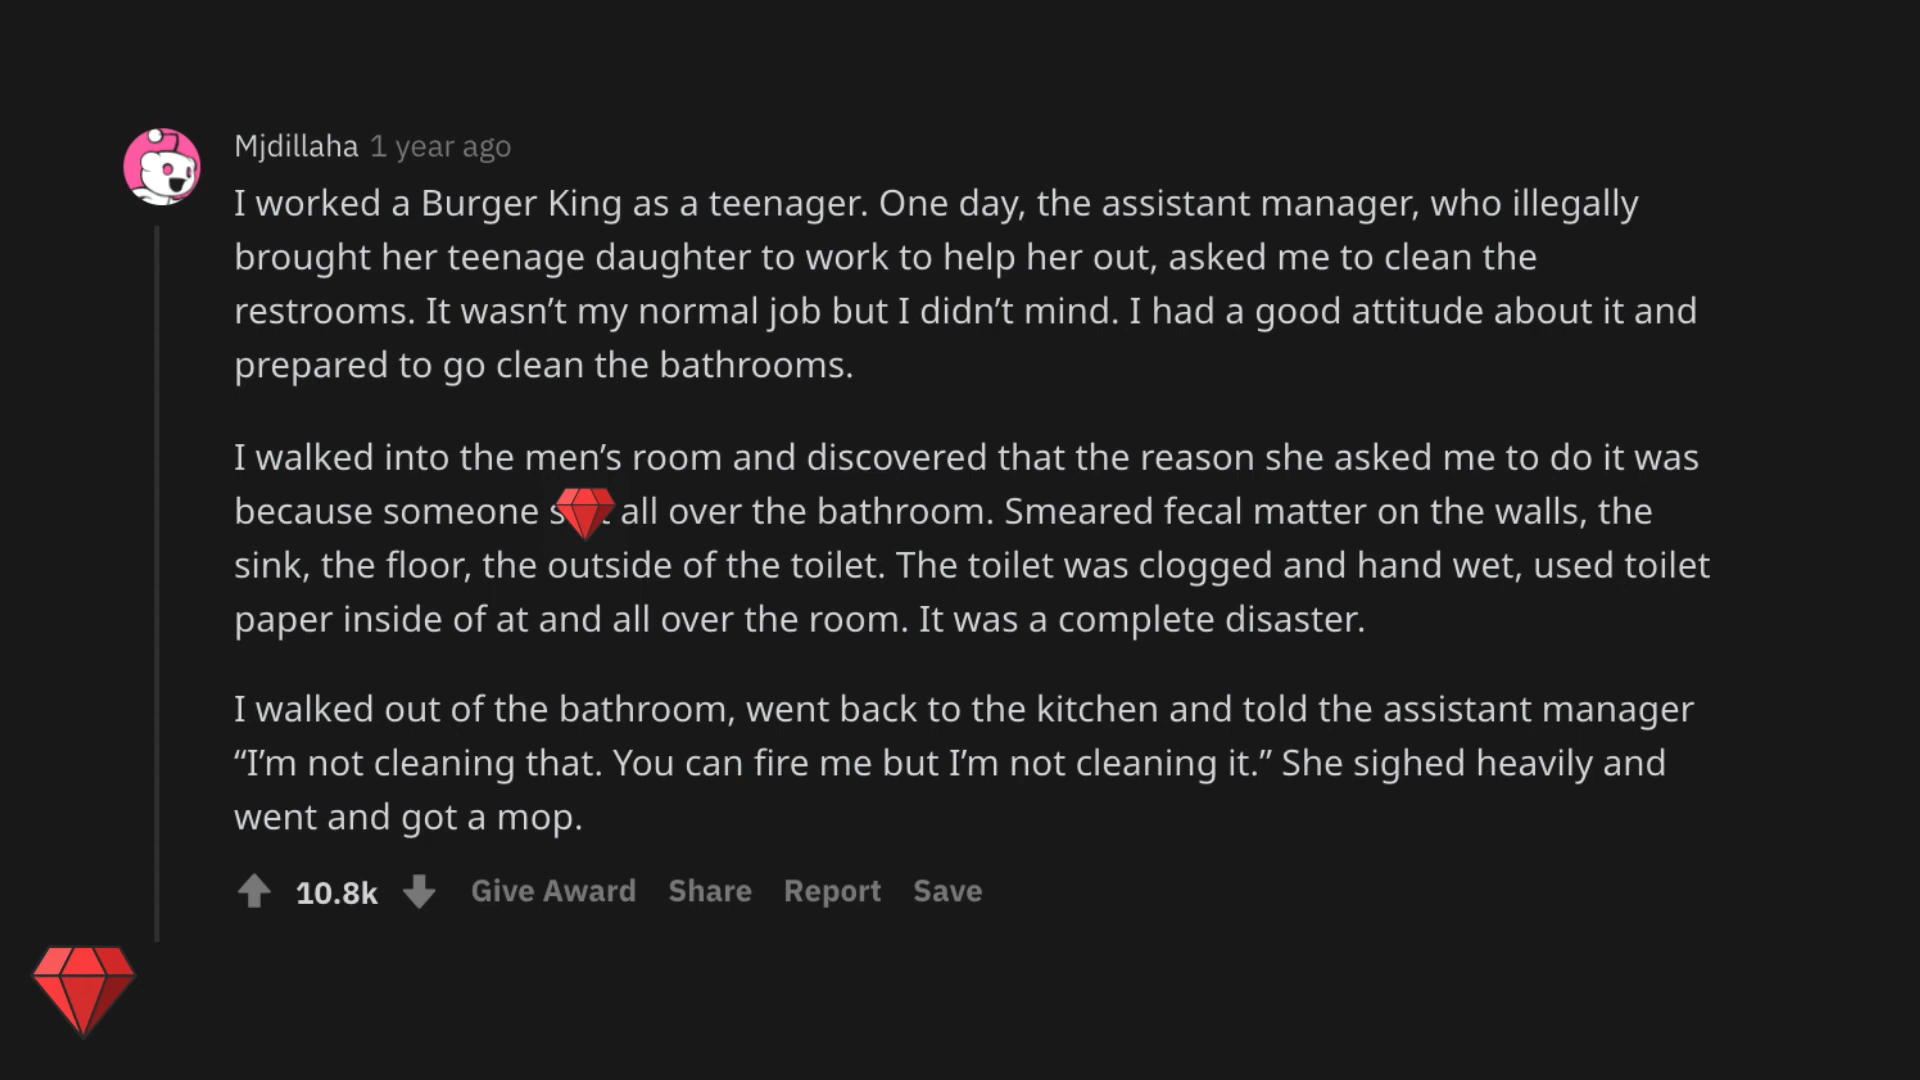 Mjdillaha 1 year ago
I worked a Burger King as a teenager. One day, the assistant manager, who illegally
brought her teenage daughter to work to help her out, asked me to clean the
restrooms. It wasn’t my normal job but I didn’t mind. I had a good attitude about it and
prepared to go clean the bathrooms.
I walked into the men’s room and discovered that the reason she asked me to do it was
because someone all over the bathroom. Smeared fecal matter on the walls, the
sink, the floor, the outside of the toilet. The toilet was clogged and hand wet, used toilet
paper inside of at and all over the room. It was a complete disaster.
I walked out of the bathroom, went back to the kitchen and told the assistant manager
“I’m not cleaning that. You can fire me but I’m not cleaning it.” She sighed heavily and
went and got a mop.
10.8k Give Award Share Report Save